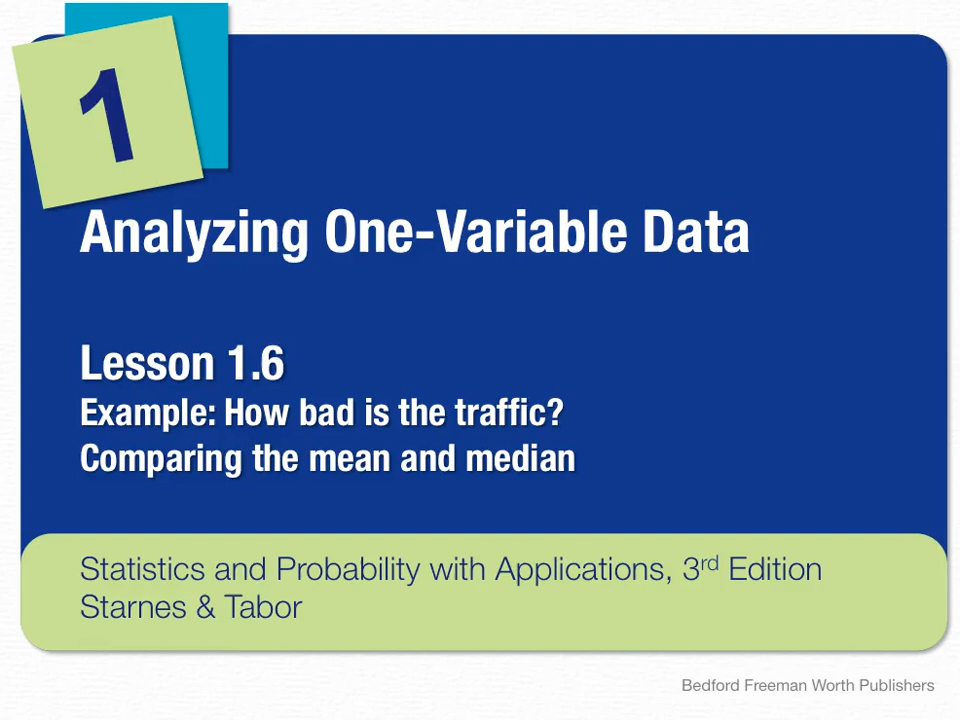 1
Analyzing One-Variable Data
Lesson 1.6
Example: How bad is the traffic?
Comparing the mean and median
Statistics and Probability with Applications, 3rd Edition
Starnes & Tabor
Bedford Freeman Worth Publishers